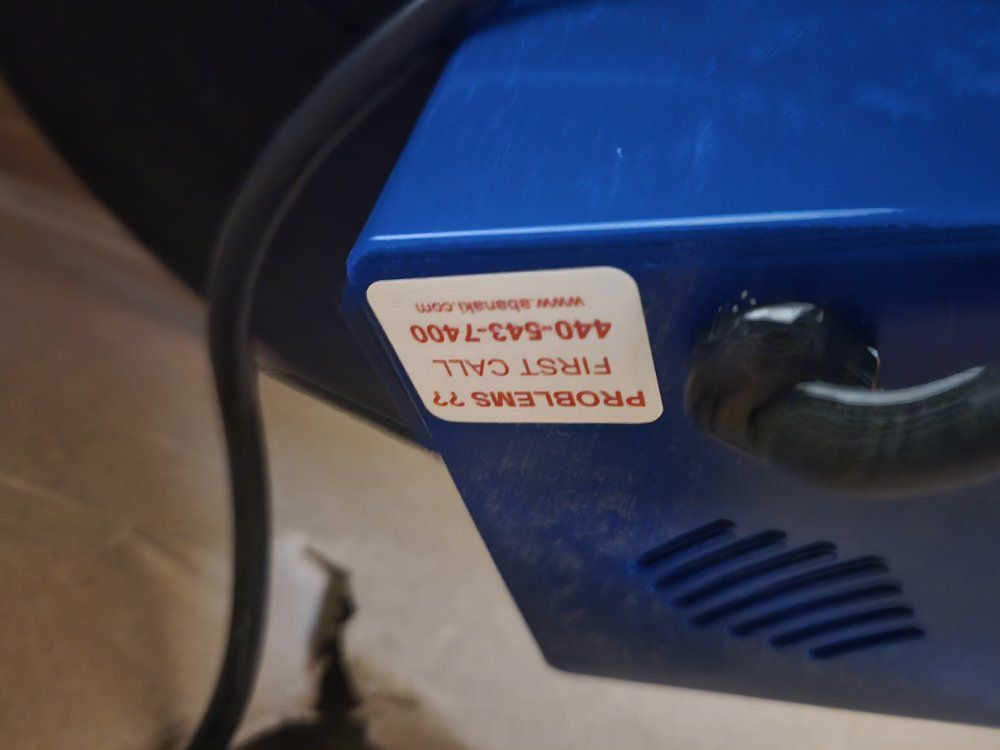 PROBLEMS ??
FIRST CALL
440-543-7400
www.abanaki.com